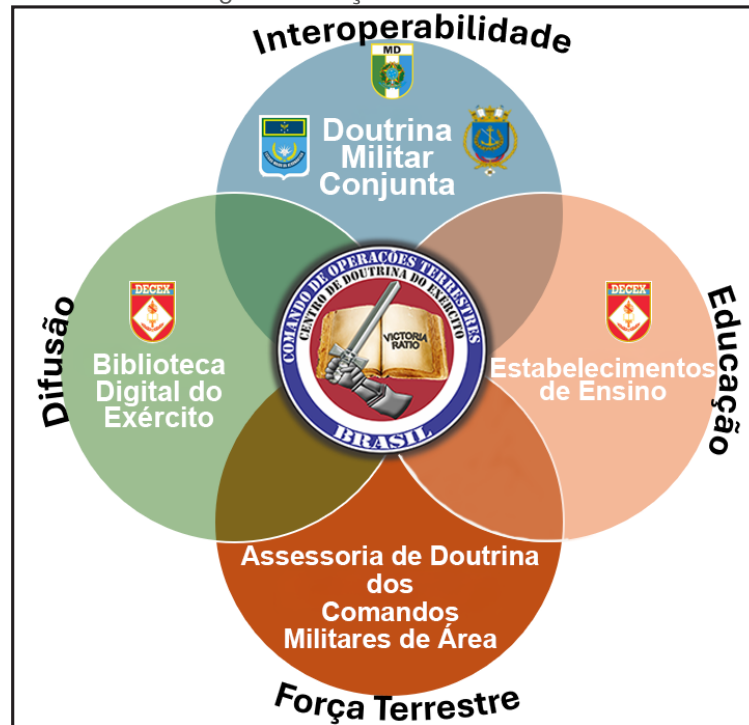 Interoperabilidade
MD
Doutrina
Militar
Conjunta
Difusão
DECEX
Biblioteca
Digital do
Exército
COMANDO DE OPERAÇÕES TERRESTRES
CENTRO DE DOUTRINA DO EXÉRCITO
VICTORIA
RATIO
BRASIL
DECEX
Estabelecimentos
de Ensino
Educação
Assessoria de Doutrina
dos
Comandos
Militares de Área
Força Terrestre